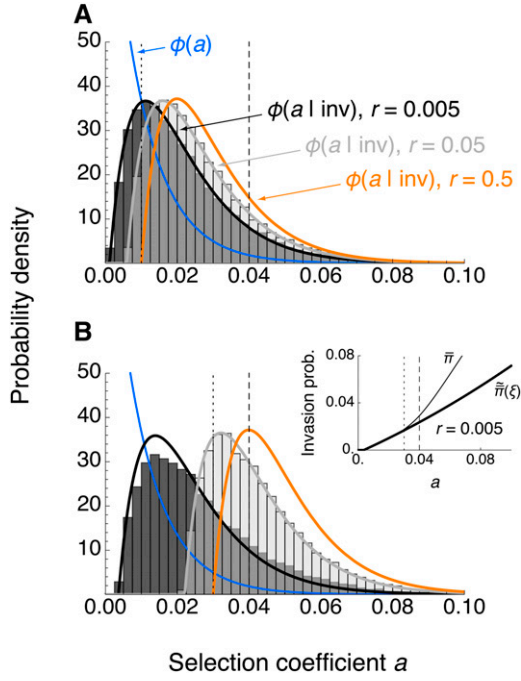 A
ϕ(a)
50
40
30
20
10
ϕ(a | inv), r = 0.005
ϕ(a | inv), r = 0.05
ϕ(a | inv), r = 0.5
0.00 0.02 0.04 0.06 0.08 0.10
Probability density
B
50
40
30
20
10
0.00 0.02 0.04 0.06 0.08 0.10
Invasion prob.
0.08
0.04
0.00
0. 0.04 0.08
a
π̅
π̃̅(ξ)
r = 0.005
Selection coefficient a